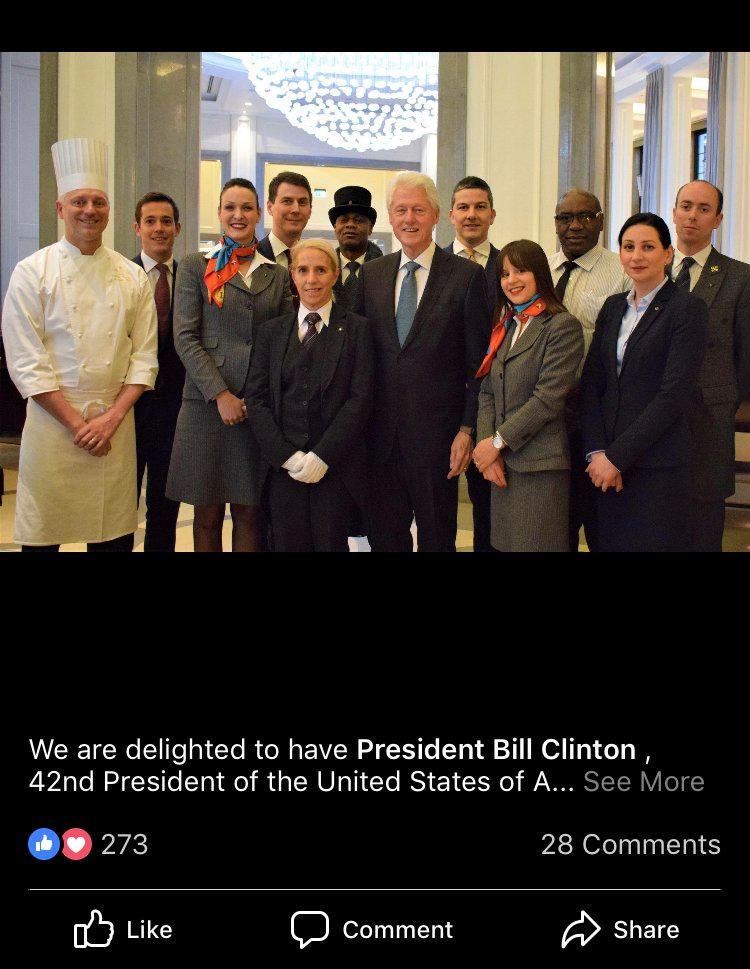 We are delighted to have President Bill Clinton ,
42nd President of the United States of A... See More
273
28 Comments
Like
Comment
Share